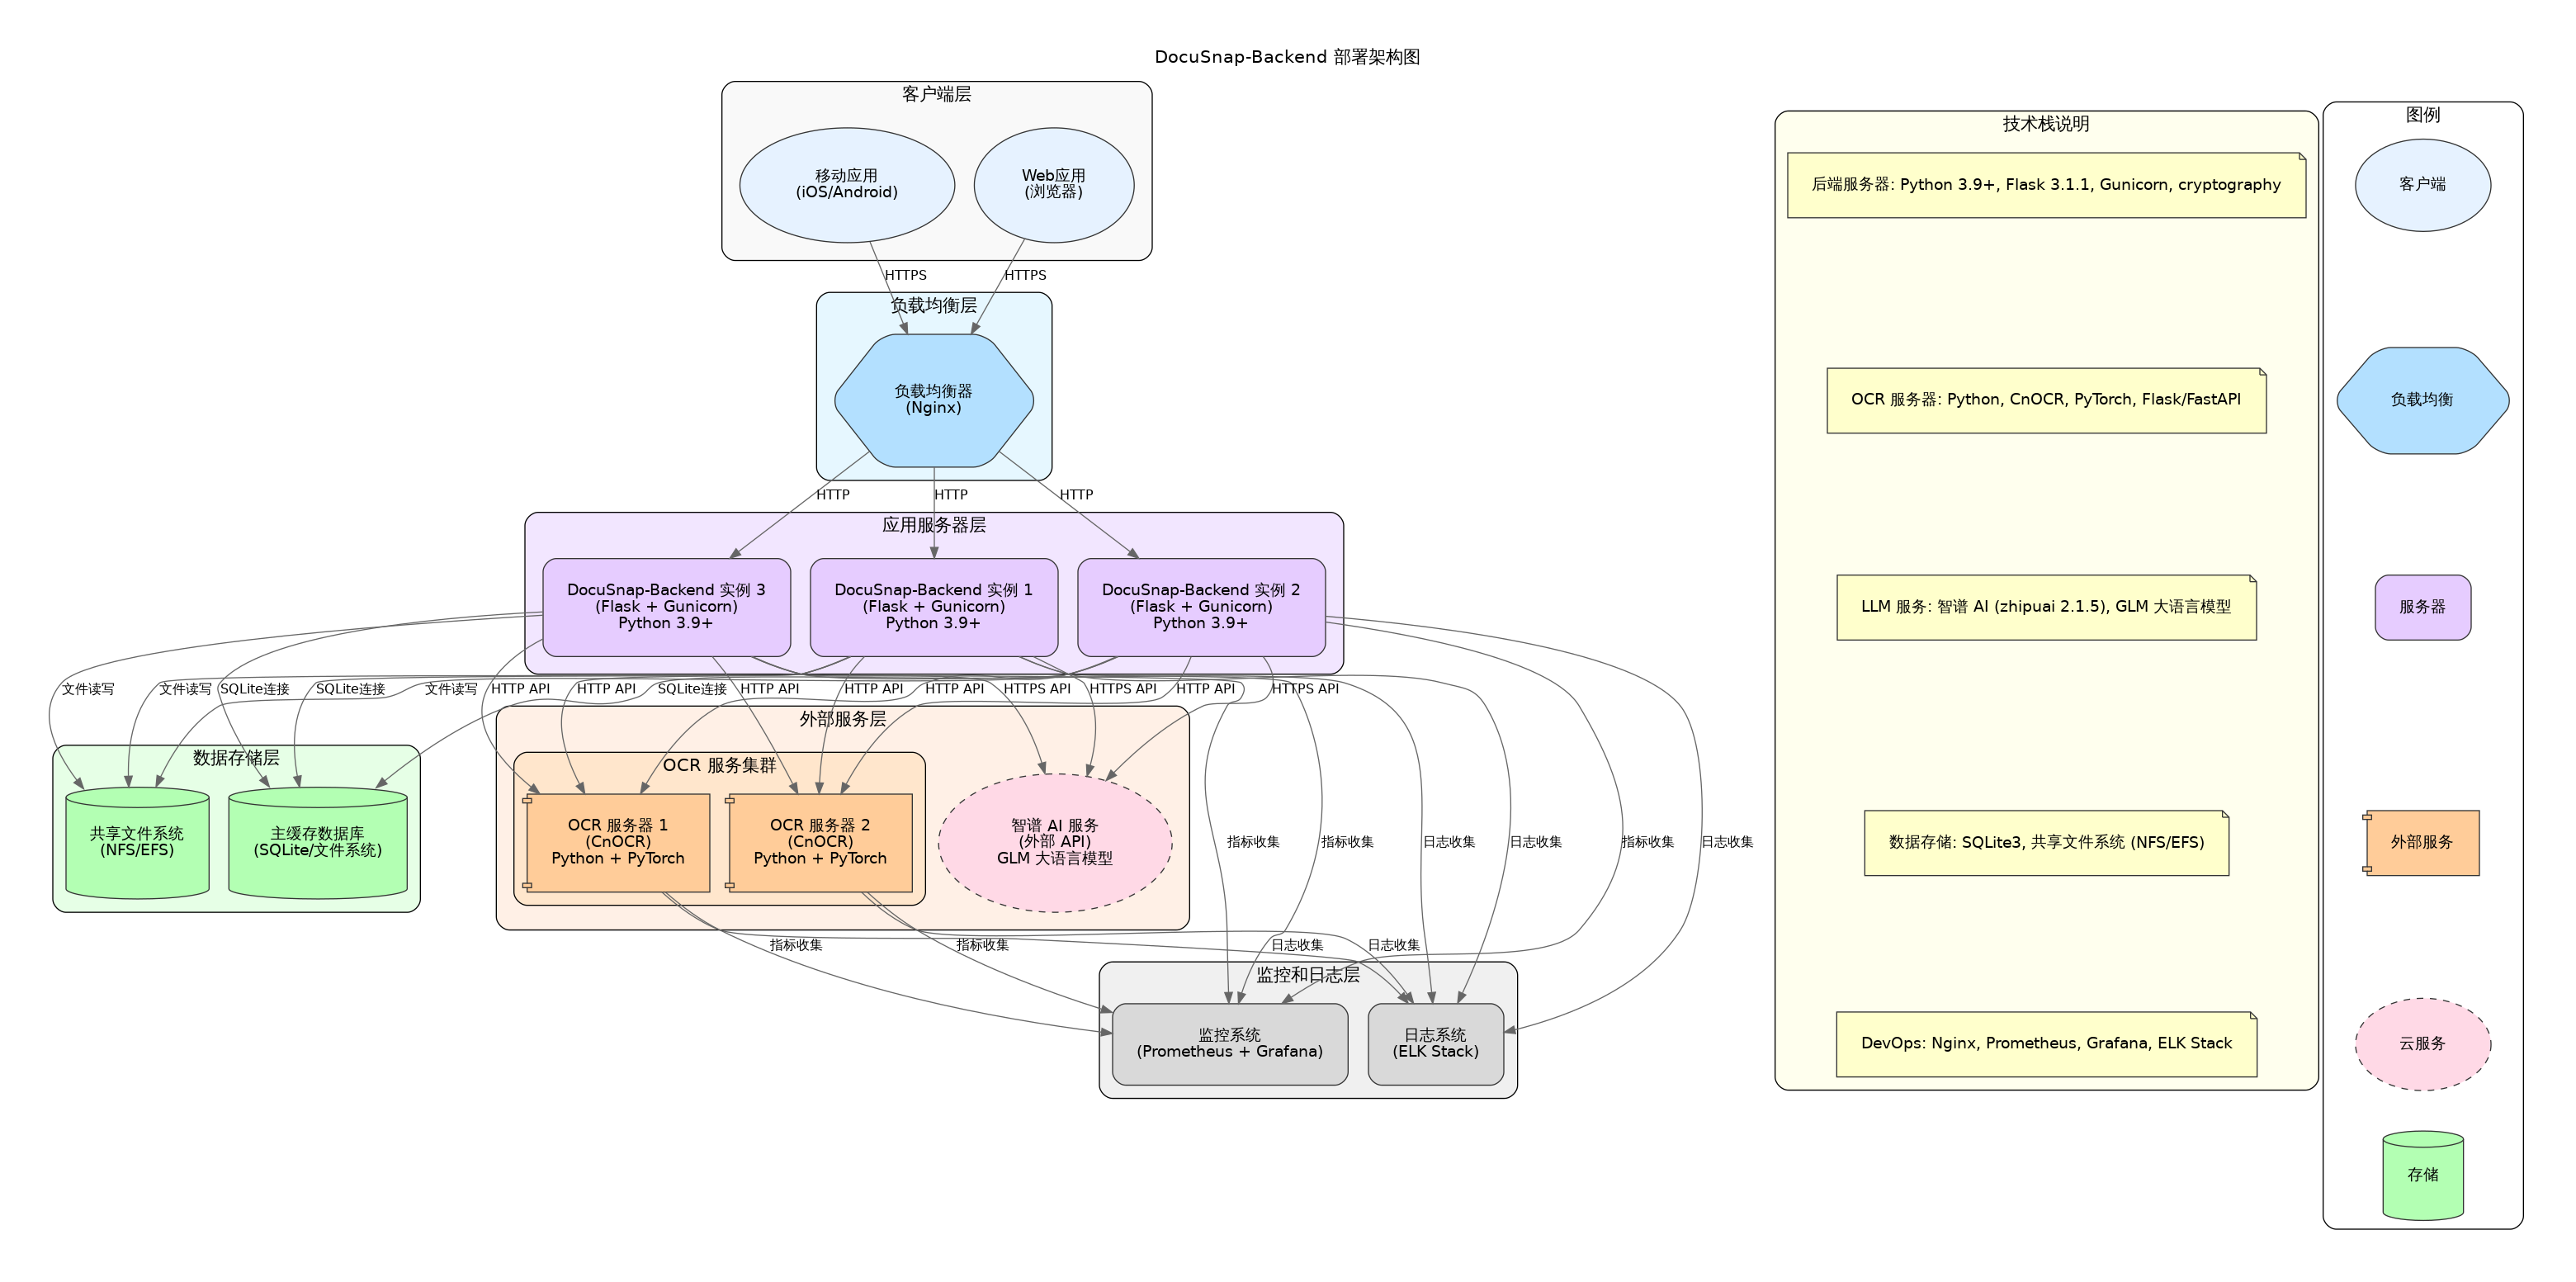 DocuSnap-Backend 部署架构图
客户端层
移动应用
(iOS/Android)
Web应用
(浏览器)
HTTPS
HTTPS
负载均衡层
负载均衡器
(Nginx)
HTTP
HTTP
HTTP
应用服务器层
DocuSnap-Backend 实例 3
(Flask + Gunicorn)
Python 3.9+
DocuSnap-Backend 实例 1
(Flask + Gunicorn)
Python 3.9+
DocuSnap-Backend 实例 2
(Flask + Gunicorn)
Python 3.9+
文件读写
文件读写
SQLite连接
SQLite连接
文件读写
HTTP API
HTTP API
SQLite连接
HTTP API
HTTP API
HTTP API
HTTPS API
HTTPS API
HTTP API
HTTPS API
数据存储层
共享文件系统
(NFS/EFS)
主缓存数据库
(SQLite/文件系统)
外部服务层
OCR 服务集群
OCR 服务器 1
(CnOCR)
Python + PyTorch
OCR 服务器 2
(CnOCR)
Python + PyTorch
智谱 AI 服务
(外部 API)
GLM 大语言模型
指标收集
指标收集
日志收集
日志收集
指标收集
日志收集
指标收集
指标收集
日志收集
日志收集
监控和日志层
监控系统
(Prometheus + Grafana)
日志系统
(ELK Stack)
技术栈说明
后端服务器: Python 3.9+, Flask 3.1.1, Gunicorn, cryptography
OCR 服务器: Python, CnOCR, PyTorch, Flask/FastAPI
LLM 服务: 智谱 AI (zhipuai 2.1.5), GLM 大语言模型
数据存储: SQLite3, 共享文件系统 (NFS/EFS)
DevOps: Nginx, Prometheus, Grafana, ELK Stack
图例
客户端
负载均衡
服务器
外部服务
云服务
存储